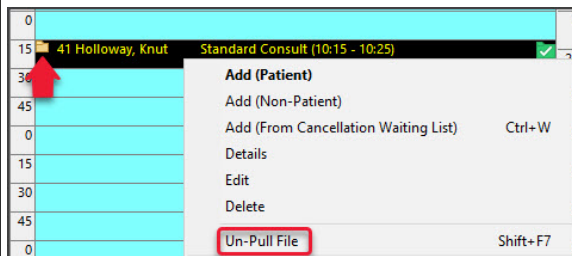 0
15 41 Holloway, Knut Standard Consult (10:15 - 10:25)
30
Add (Patient)
45
Add (Non-Patient)
0
Add (From Cancellation Waiting List) Ctrl+W
15
Details
30
Edit
45
Delete
0
Un-Pull File Shift+F7